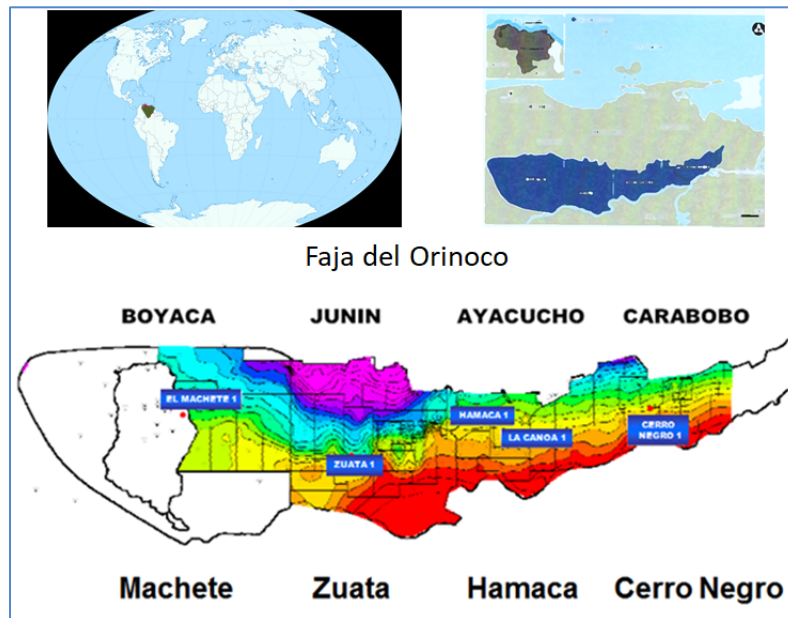 Faja del Orinoco
BOYACA JUNIN AYACUCHO CARABOBO
EL MACHETE 1
HAMACA 1
LA CANOA 1
CERRO
NEGRO 1
ZUATA 1
Machete Zuata Hamaca Cerro Negro